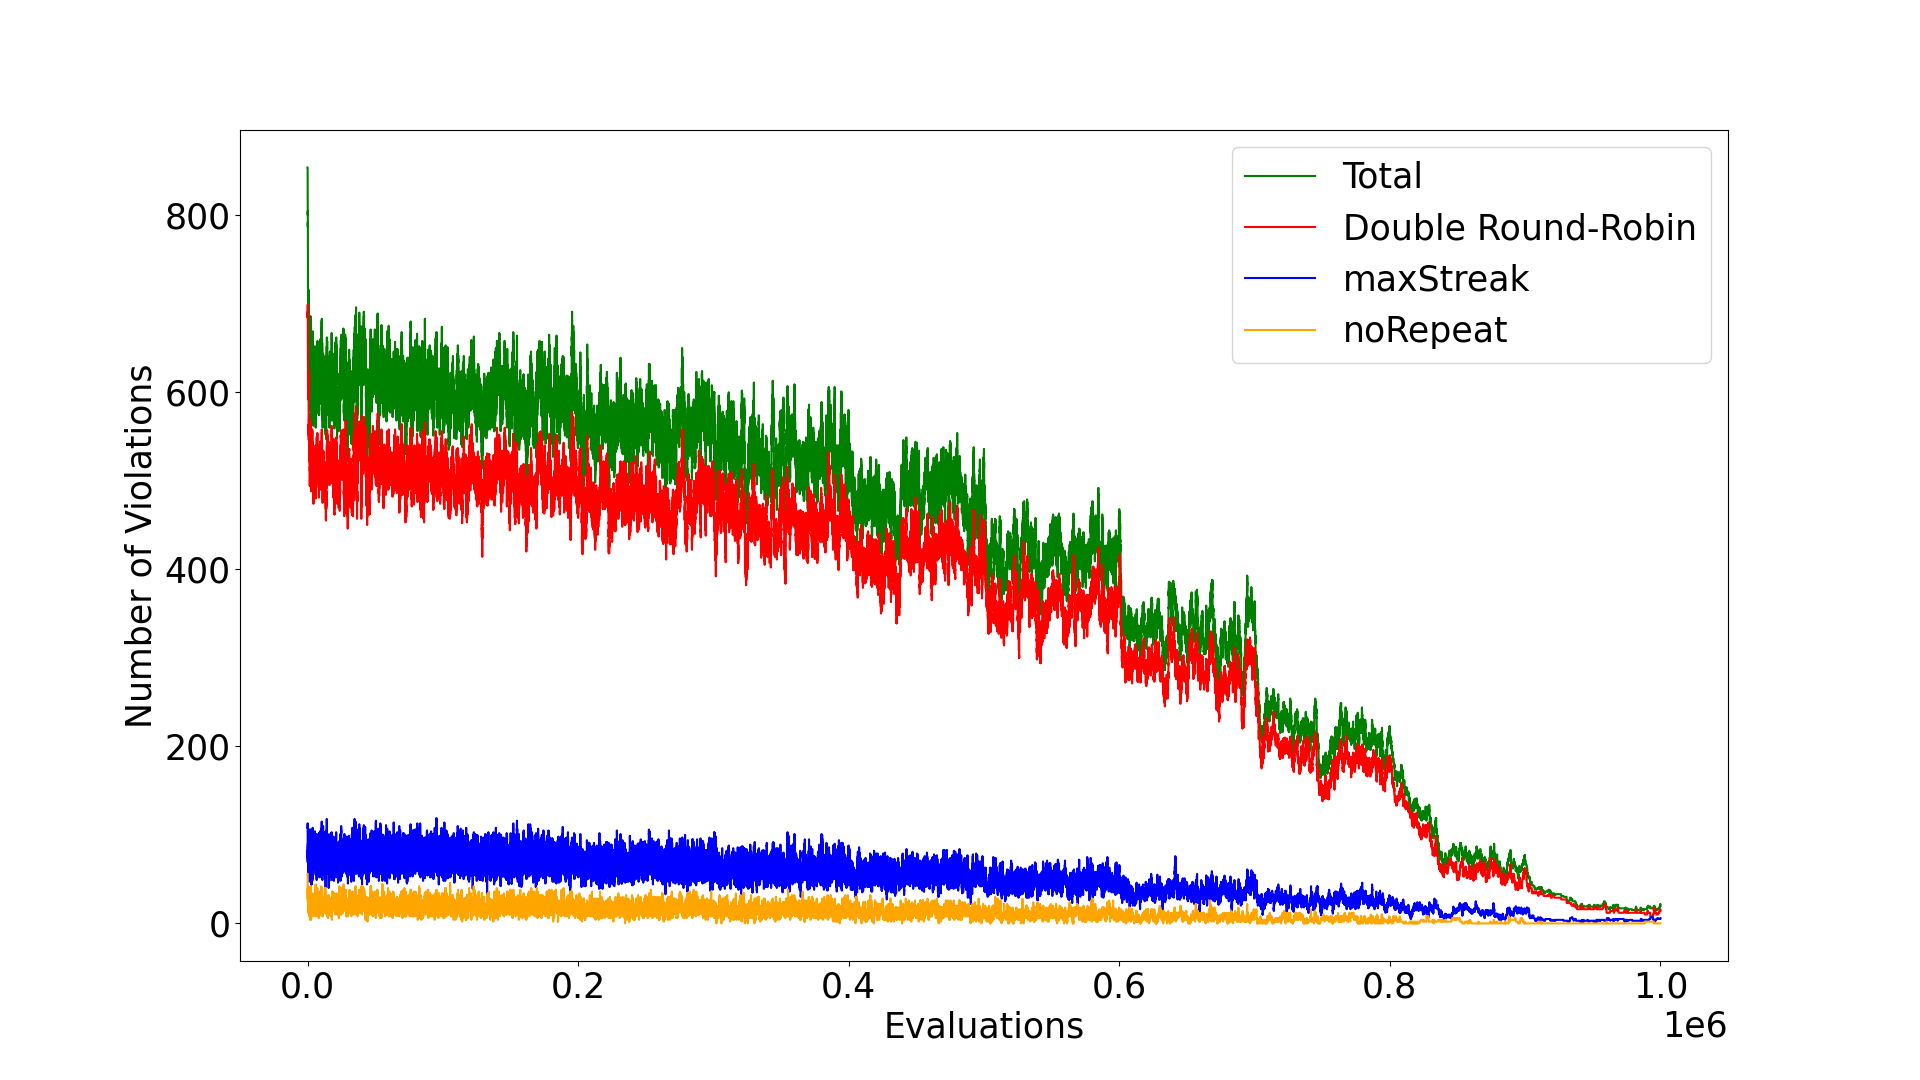 Total
Double Round-Robin
maxStreak
noRepeat
Number of Violations
800
600
400
200
0
0.0 0.2 0.4 0.6 0.8 1.0
Evaluations
1e6